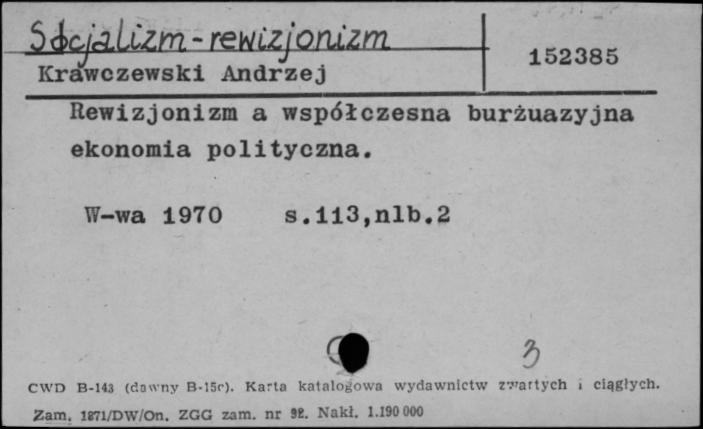 Socjalizm - rewizjonizm
152385
Krawczewski Andrzej
Rewizjonizm a współczesna burżuazyjna
ekonomia polityczna.
W-wa 1970 s.113,nlb.2
3
CWD B-143 (dawny B-15c). Karta katalogowa wydawnictw zwartych i ciągłych.
Zam. 1871/DW/On. ZGG zam. nr 92. Nakł. 1.190 000